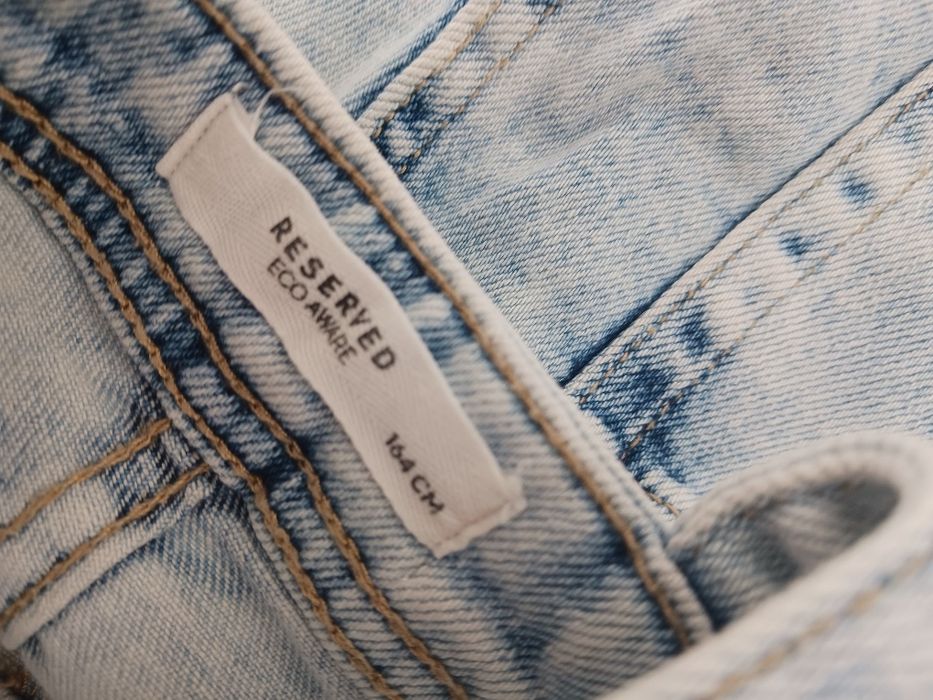 RESERVED
ECO AWARE
164 CM